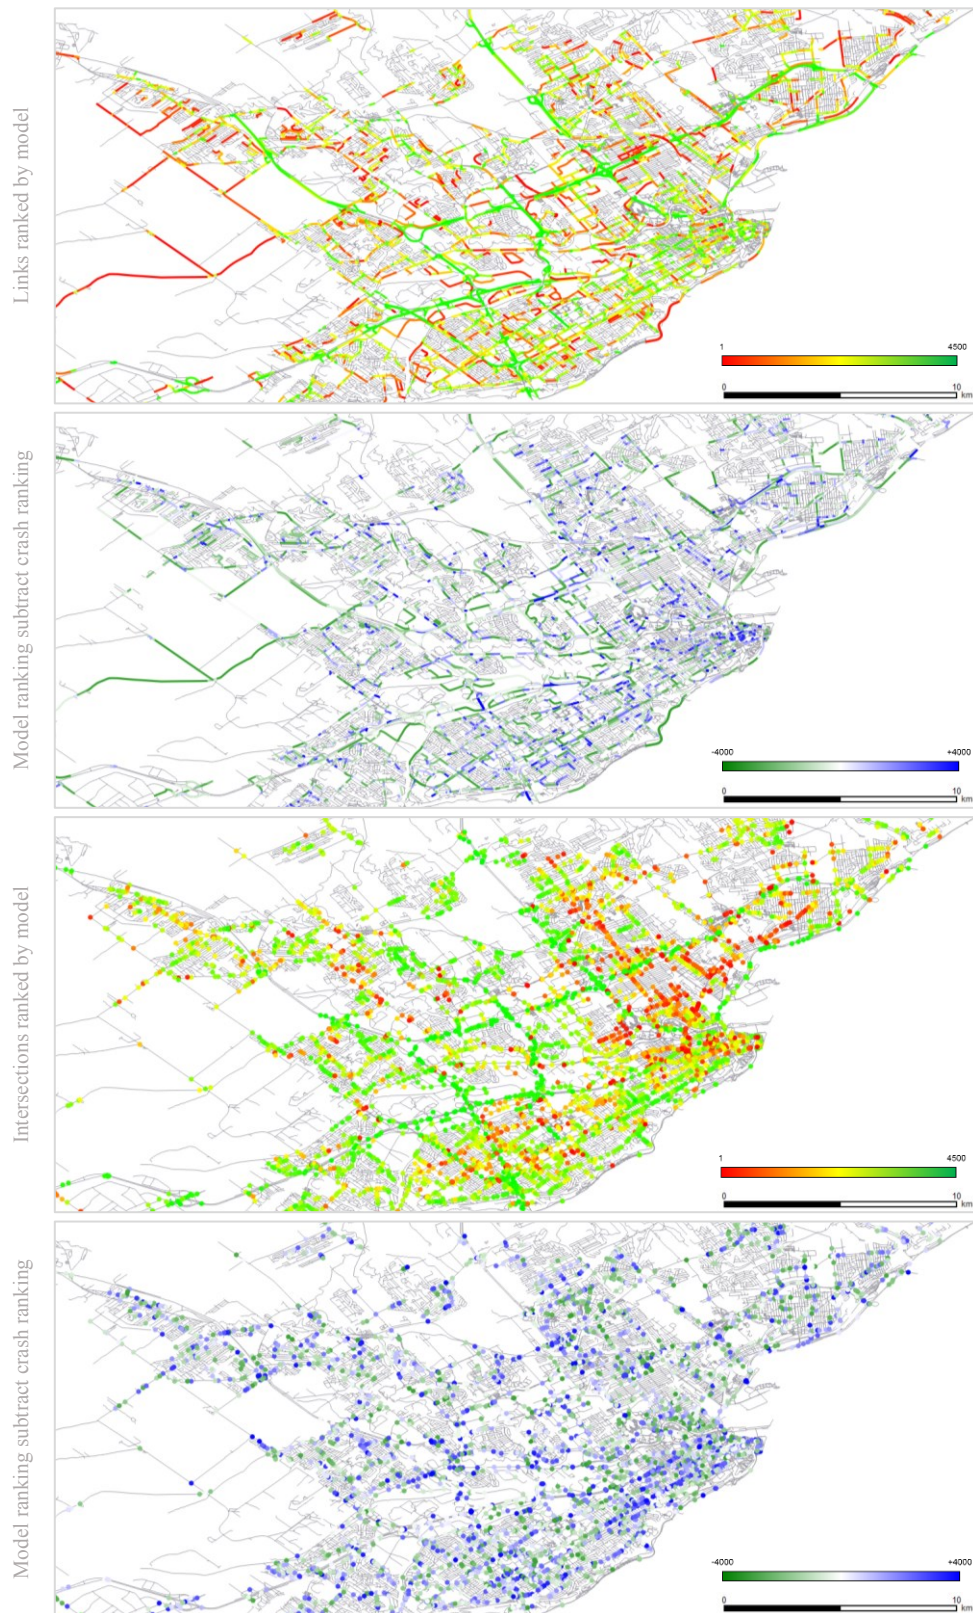 Links ranked by model
1 4500
0 10 km
Model ranking subtract crash ranking
-4000 +4000
0 10 km
Intersections ranked by model
1 4500
0 10 km
Model ranking subtract crash ranking
-4000 +4000
0 10 km